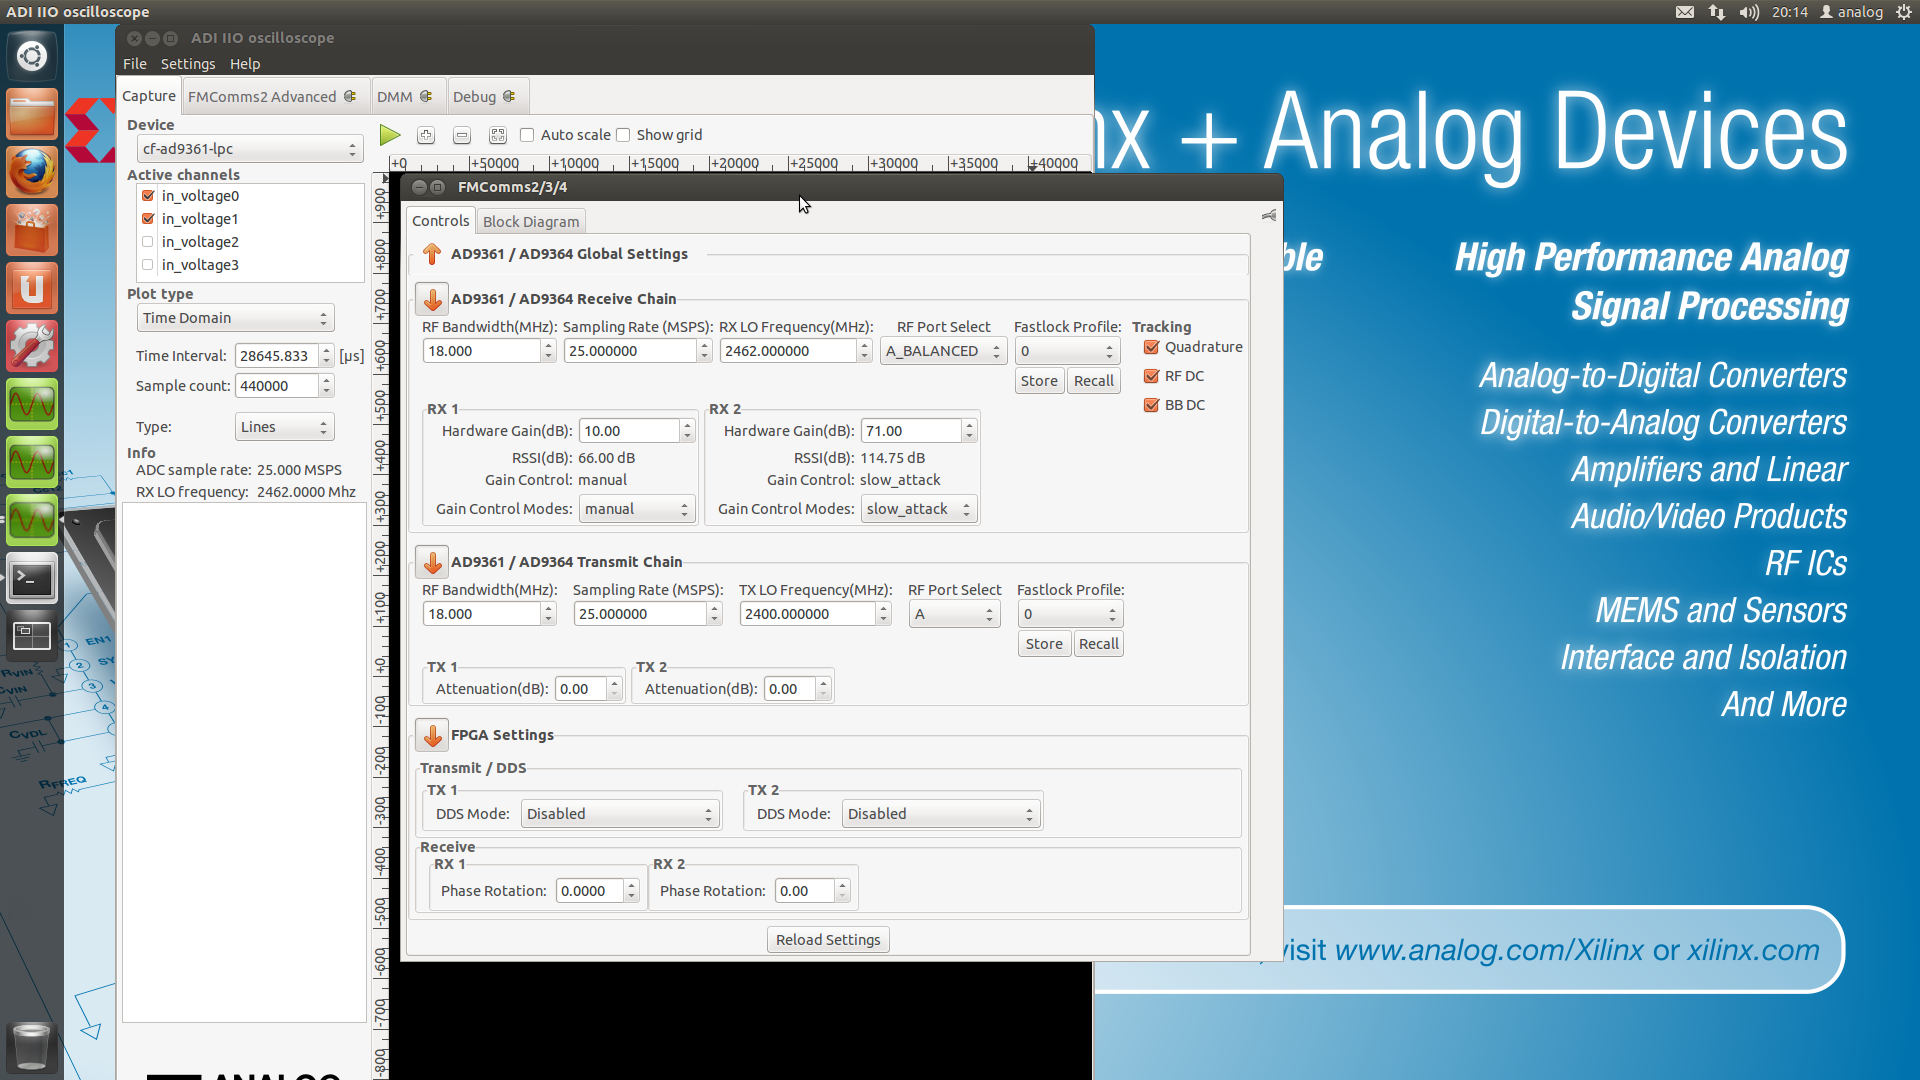 ADI IIO oscilloscope
20:14 analog
ADI IIO oscilloscope
File Settings Help
Capture FMComms2 Advanced DMM Debug
Device
cf-ad9361-lpc
Active channels
in_voltage0
in_voltage1
in_voltage2
in_voltage3
Plot type
Time Domain
Time Interval: 28645.833 [µs]
Sample count: 440000
Type: Lines
Info
ADC sample rate: 25.000 MSPS
RX LO frequency: 2462.0000 Mhz
ANALOG
Auto scale Show grid
+0 +50000 +10000 +15000 +20000 +25000 +30000 +35000 +40000
+900
+800
+700
+600
+500
+400
+300
+200
+100
+0
-100
-200
-300
-400
-500
-600
-700
-800
FMComms2/3/4
Controls Block Diagram
AD9361 / AD9364 Global Settings
AD9361 / AD9364 Receive Chain
RF Bandwidth(MHz): Sampling Rate (MSPS): RX LO Frequency(MHz): RF Port Select Fastlock Profile: Tracking
18.000 25.000000 2462.000000 A_BALANCED 0 Quadrature
Store Recall RF DC
BB DC
RX 1 RX 2
Hardware Gain(dB): 10.00 Hardware Gain(dB): 71.00
RSSI(dB): 66.00 dB RSSI(dB): 114.75 dB
Gain Control: manual Gain Control: slow_attack
Gain Control Modes: manual Gain Control Modes: slow_attack
AD9361 / AD9364 Transmit Chain
RF Bandwidth(MHz): Sampling Rate (MSPS): TX LO Frequency(MHz): RF Port Select Fastlock Profile:
18.000 25.000000 2400.000000 A 0
Store Recall
TX 1 TX 2
Attenuation(dB): 0.00 Attenuation(dB): 0.00
FPGA Settings
Transmit / DDS
TX 1 TX 2
DDS Mode: Disabled DDS Mode: Disabled
Receive
RX 1 RX 2
Phase Rotation: 0.0000 Phase Rotation: 0.00
Reload Settings
nx + Analog Devices
ble
High Performance Analog
Signal Processing
Analog-to-Digital Converters
Digital-to-Analog Converters
Amplifiers and Linear
Audio/Video Products
RF ICs
MEMS and Sensors
Interface and Isolation
And More
visit www.analog.com/Xilinx or xilinx.com
EN1
SY
RVIN
CVIN
CVDL
RFREQ
1
2
3
4